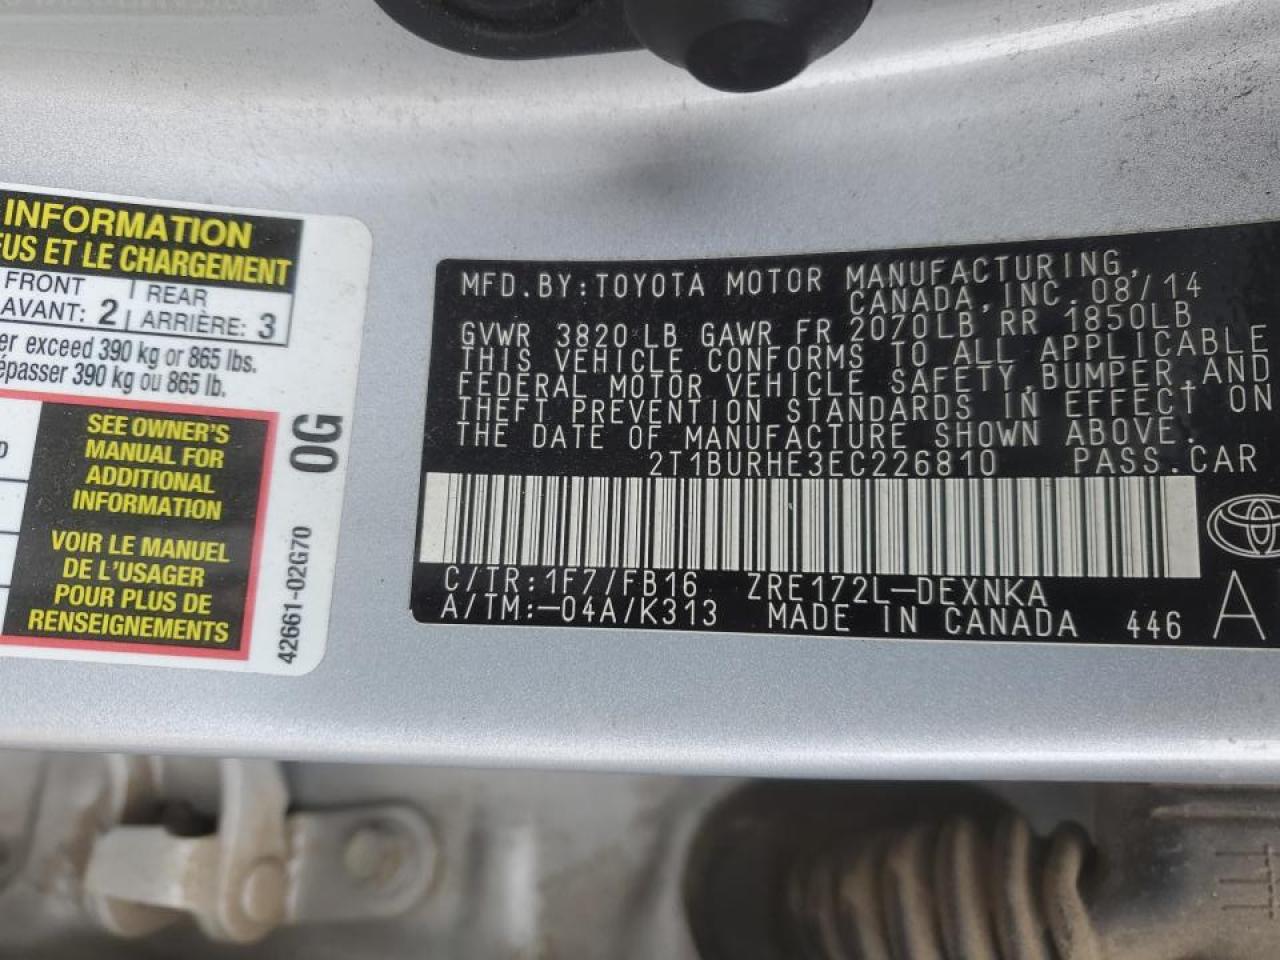 INFORMATION
EUS ET LE CHARGEMENT
FRONT
AVANT: 2
REAR
ARRIÈRE: 3
er exceed 390 kg or 865 lbs.
épasser 390 kg ou 865 lb.
SEE OWNER'S
MANUAL FOR
ADDITIONAL
INFORMATION
VOIR LE MANUEL
DE L'USAGER
POUR PLUS DE
RENSEIGNEMENTS
0G
42661-02G70
MFD.BY:TOYOTA MOTOR MANUFACTURING,
CANADA,INC.08/14
GVWR 3820 LB GAWR FR 2070LB RR 1850LB
THIS VEHICLE CONFORMS TO ALL APPLICABLE
FEDERAL MOTOR VEHICLE SAFETY,BUMPER,AND
THEFT PREVENTION STANDARDS IN EFFECT ON
THE DATE OF MANUFACTURE SHOWN ABOVE.
2T1BURHE3EC226810 PASS.CAR
C/TR:1F7/FB16 ZRE172L-DEXNKA
A/TM:-04A/K313 MADE IN CANADA 446 A